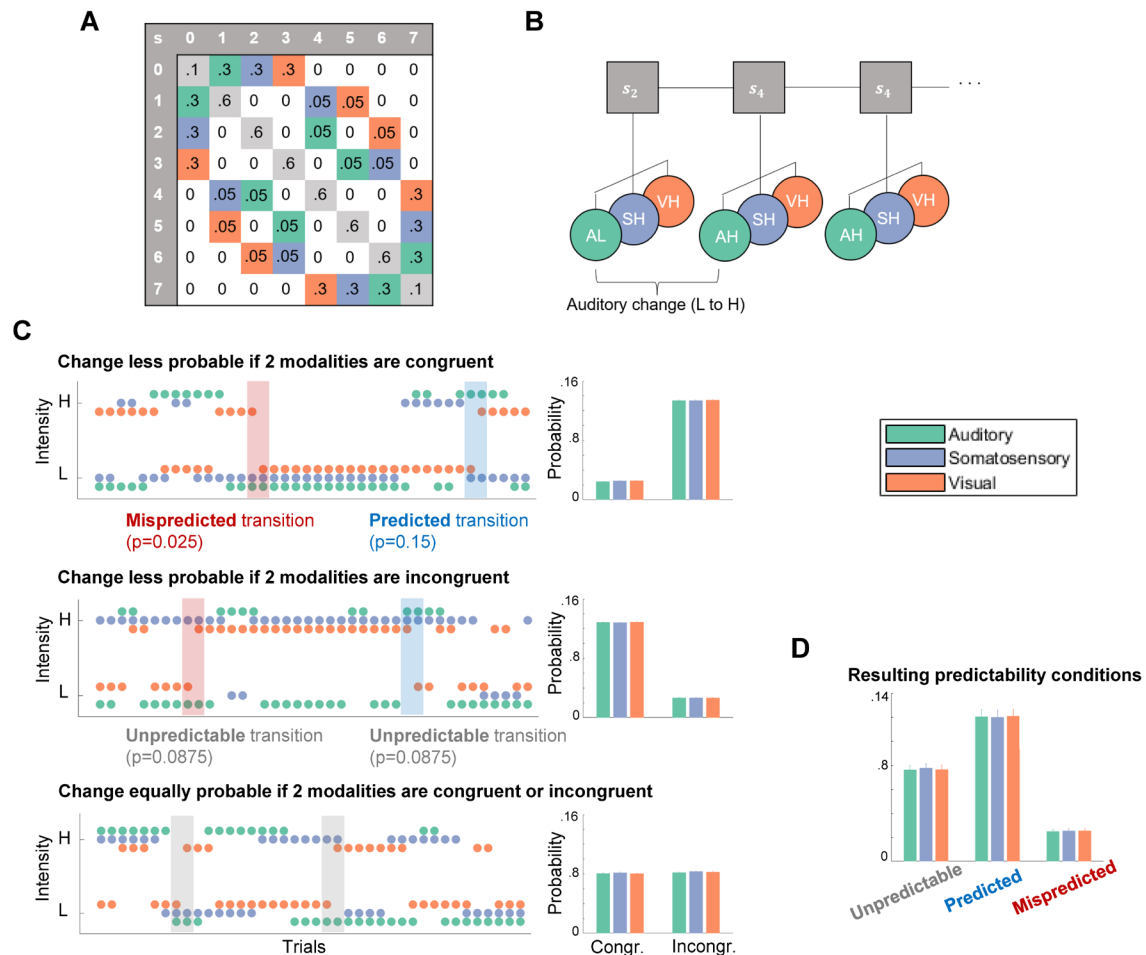 A
s 0 1 2 3 4 5 6 7
0 .1 .3 .3 .3 0 0 0 0
1 .3 .6 0 0 .05 .05 0 0
2 .3 0 .6 0 .05 0 .05 0
3 .3 0 0 .6 0 .05 .05 0
4 0 .05 .05 0 .6 0 0 .3
5 0 .05 0 .05 0 .6 0 .3
6 0 0 .05 .05 0 0 .6 .3
7 0 0 0 0 .3 .3 .3 .1
B
s2 s4 s4 ...
AL SH VH AH SH VH AH SH VH
Auditory change (L to H)
C
Change less probable if 2 modalities are congruent
Intensity
H
L
Mispredicted transition
(p=0.025)
Predicted transition
(p=0.15)
Probability
.16
.8
0
Auditory
Somatosensory
Visual
Change less probable if 2 modalities are incongruent
Intensity
H
L
Unpredictable transition
(p=0.0875)
Unpredictable transition
(p=0.0875)
Probability
.16
.8
0
Change equally probable if 2 modalities are congruent or incongruent
Intensity
H
L
Trials
Probability
.16
.8
0
Congr. Incongr.
D
Resulting predictability conditions
.14
.8
0
Unpredictable
Predicted
Mispredicted